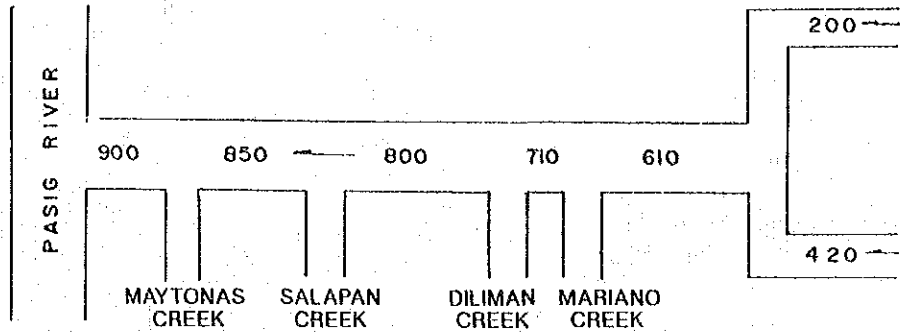 200
PASIG RIVER
900 850 800 710 610
420
MAYTONAS CREEK
SALAPAN CREEK
DILIMAN CREEK
MARIANO CREEK